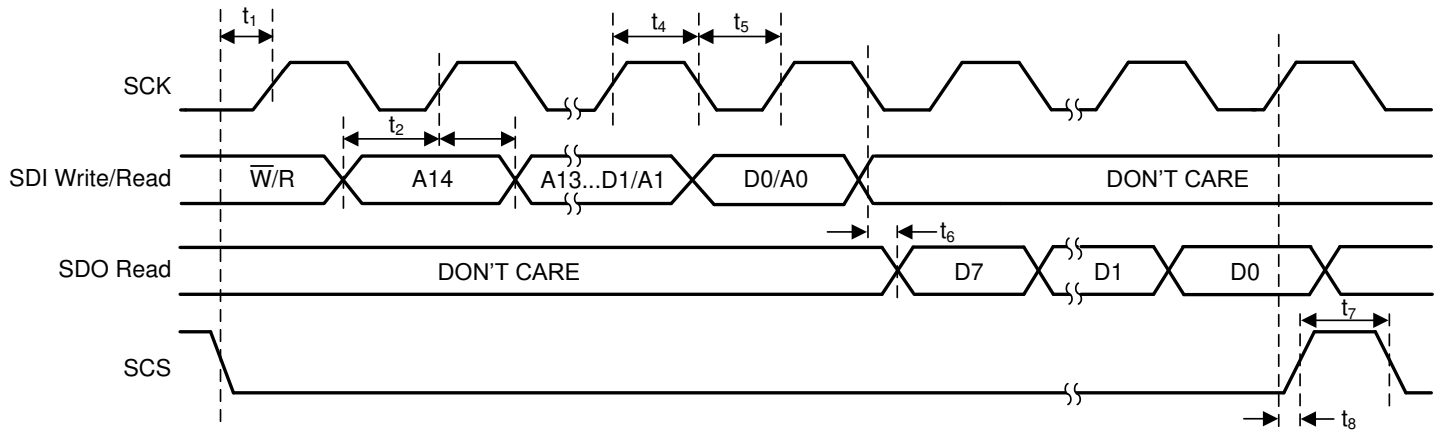 t1 t4 t5
SCK
t2
SDI Write/Read W̅/R A14 A13...D1/A1 D0/A0 DON'T CARE
t6
SDO Read DON'T CARE D7 D1 D0
t7
SCS
t8